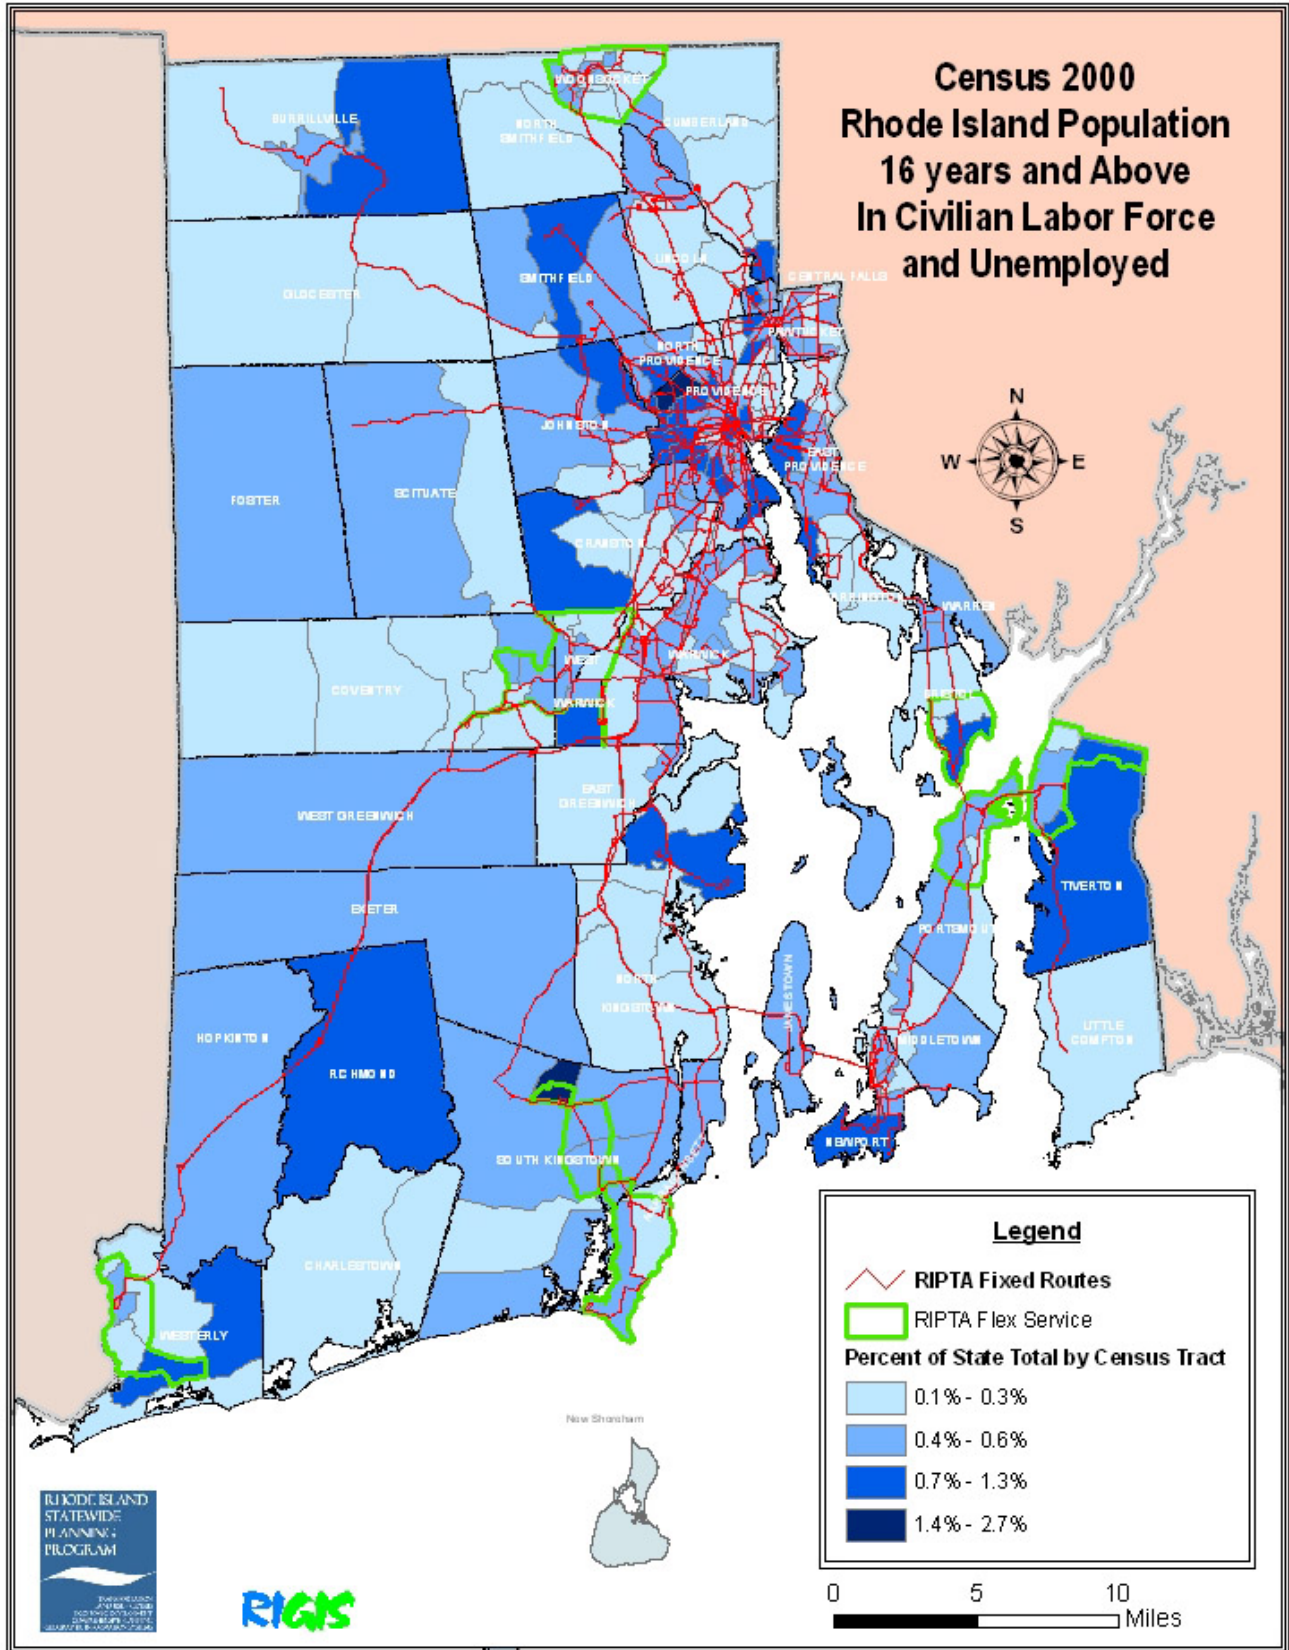 Census 2000
Rhode Island Population
16 years and Above
In Civilian Labor Force
and Unemployed
WOONSOCKET
BURRILLVILLE
NORTH
SMITHFIELD
CUMBERLAND
SMITHFIELD
LINCOLN
CENTRAL FALLS
GLOCESTER
PAWTUCKET
NORTH
PROVIDENCE
PROVIDENCE
JOHNSTON
EAST
PROVIDENCE
FOSTER
SCITUATE
CRANSTON
BARRINGTON
WARREN
WEST
WARWICK
WARWICK
COVENTRY
BRISTOL
EAST
GREENWICH
WEST GREENWICH
TIVERTON
EXETER
PORTSMOUTH
NORTH
KINGSTOWN
JAMESTOWN
HOPKINTON
MIDDLETOWN
LITTLE
COMPTON
RICHMOND
NEWPORT
SOUTH KINGSTOWN
CHARLESTOWN
WESTERLY
New Shoreham
N
W
E
S
Legend
RIPTA Fixed Routes
RIPTA Flex Service
Percent of State Total by Census Tract
0.1% - 0.3%
0.4% - 0.6%
0.7% - 1.3%
1.4% - 2.7%
0 5 10
Miles
RHODE ISLAND
STATEWIDE
PLANNING
PROGRAM
RIGIS